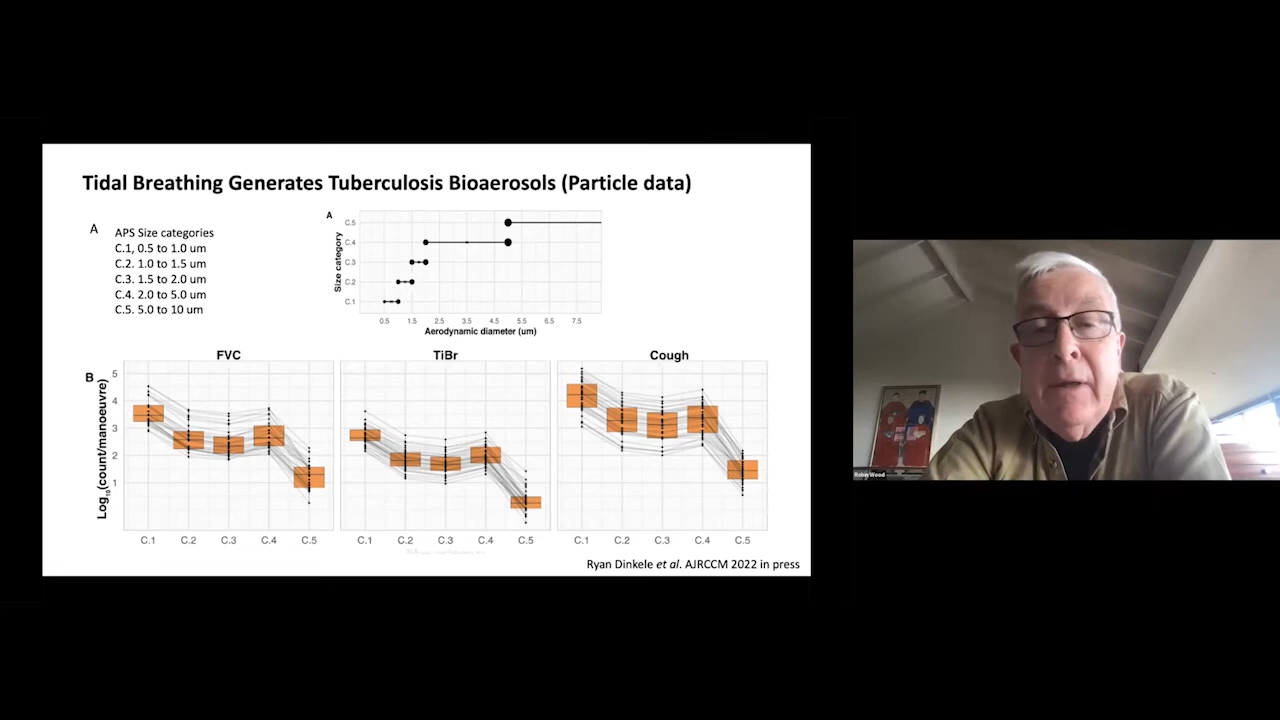 Tidal Breathing Generates Tuberculosis Bioaerosols (Particle data)
A
APS Size categories
C.1, 0.5 to 1.0 um
C.2. 1.0 to 1.5 um
C.3. 1.5 to 2.0 um
C.4. 2.0 to 5.0 um
C.5. 5.0 to 10 um
A
Size category
C.5
C.4
C.3
C.2
C.1
0.5 1.5 2.5 3.5 4.5 5.5 6.5 7.5
Aerodynamic diameter (um)
B
FVC TiBr Cough
Log10(count/manoeuvre)
5
4
3
2
1
C.1 C.2 C.3 C.4 C.5 C.1 C.2 C.3 C.4 C.5 C.1 C.2 C.3 C.4 C.5
Ryan Dinkele et al. AJRCCM 2022 in press
Robin Wood